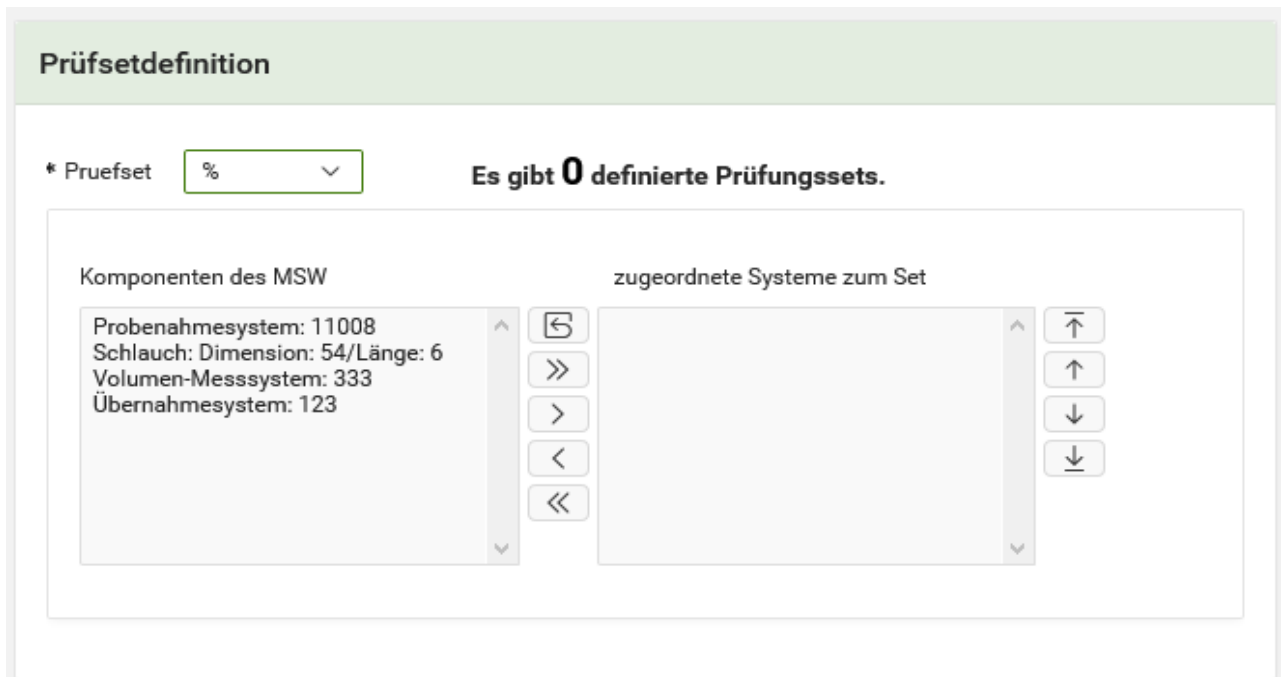 Prüfsetdefinition
* Pruefset % Es gibt 0 definierte Prüfungssets.
Komponenten des MSW zugeordnete Systeme zum Set
Probenahmesystem: 11008
Schlauch: Dimension: 54/Länge: 6
Volumen-Messsystem: 333
Übernahmesystem: 123